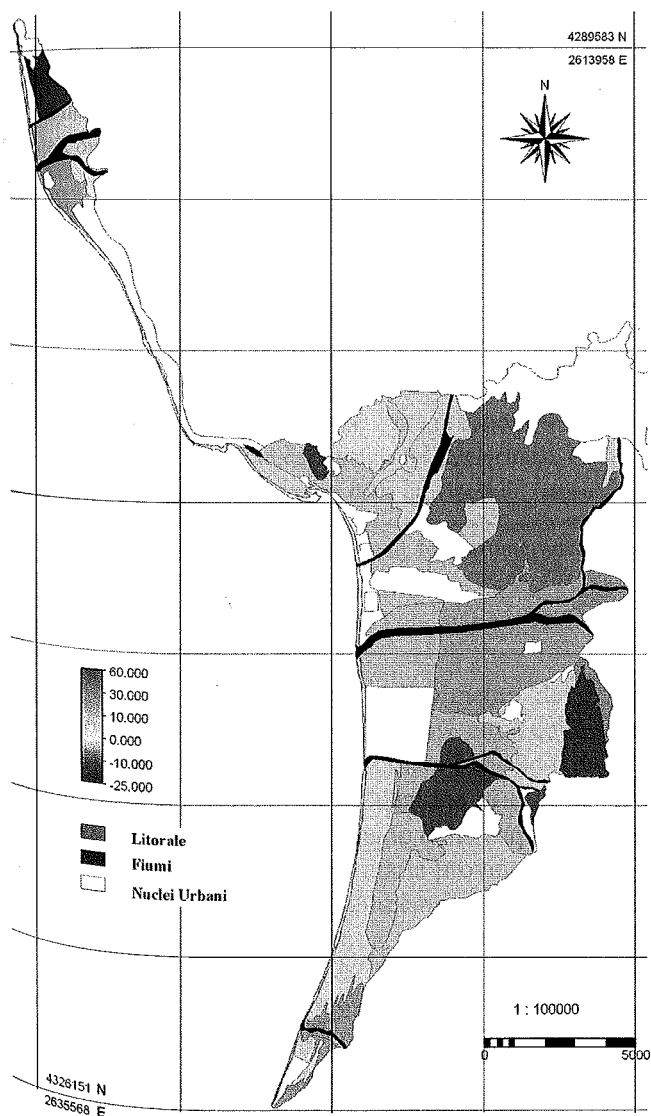 4289583 N
2613958 E
N
60.000
30.000
10.000
0.000
-10.000
-25.000
Litorale
Fiumi
Nuclei Urbani
1 : 100000
0 5000
4326151 N
2635568 E